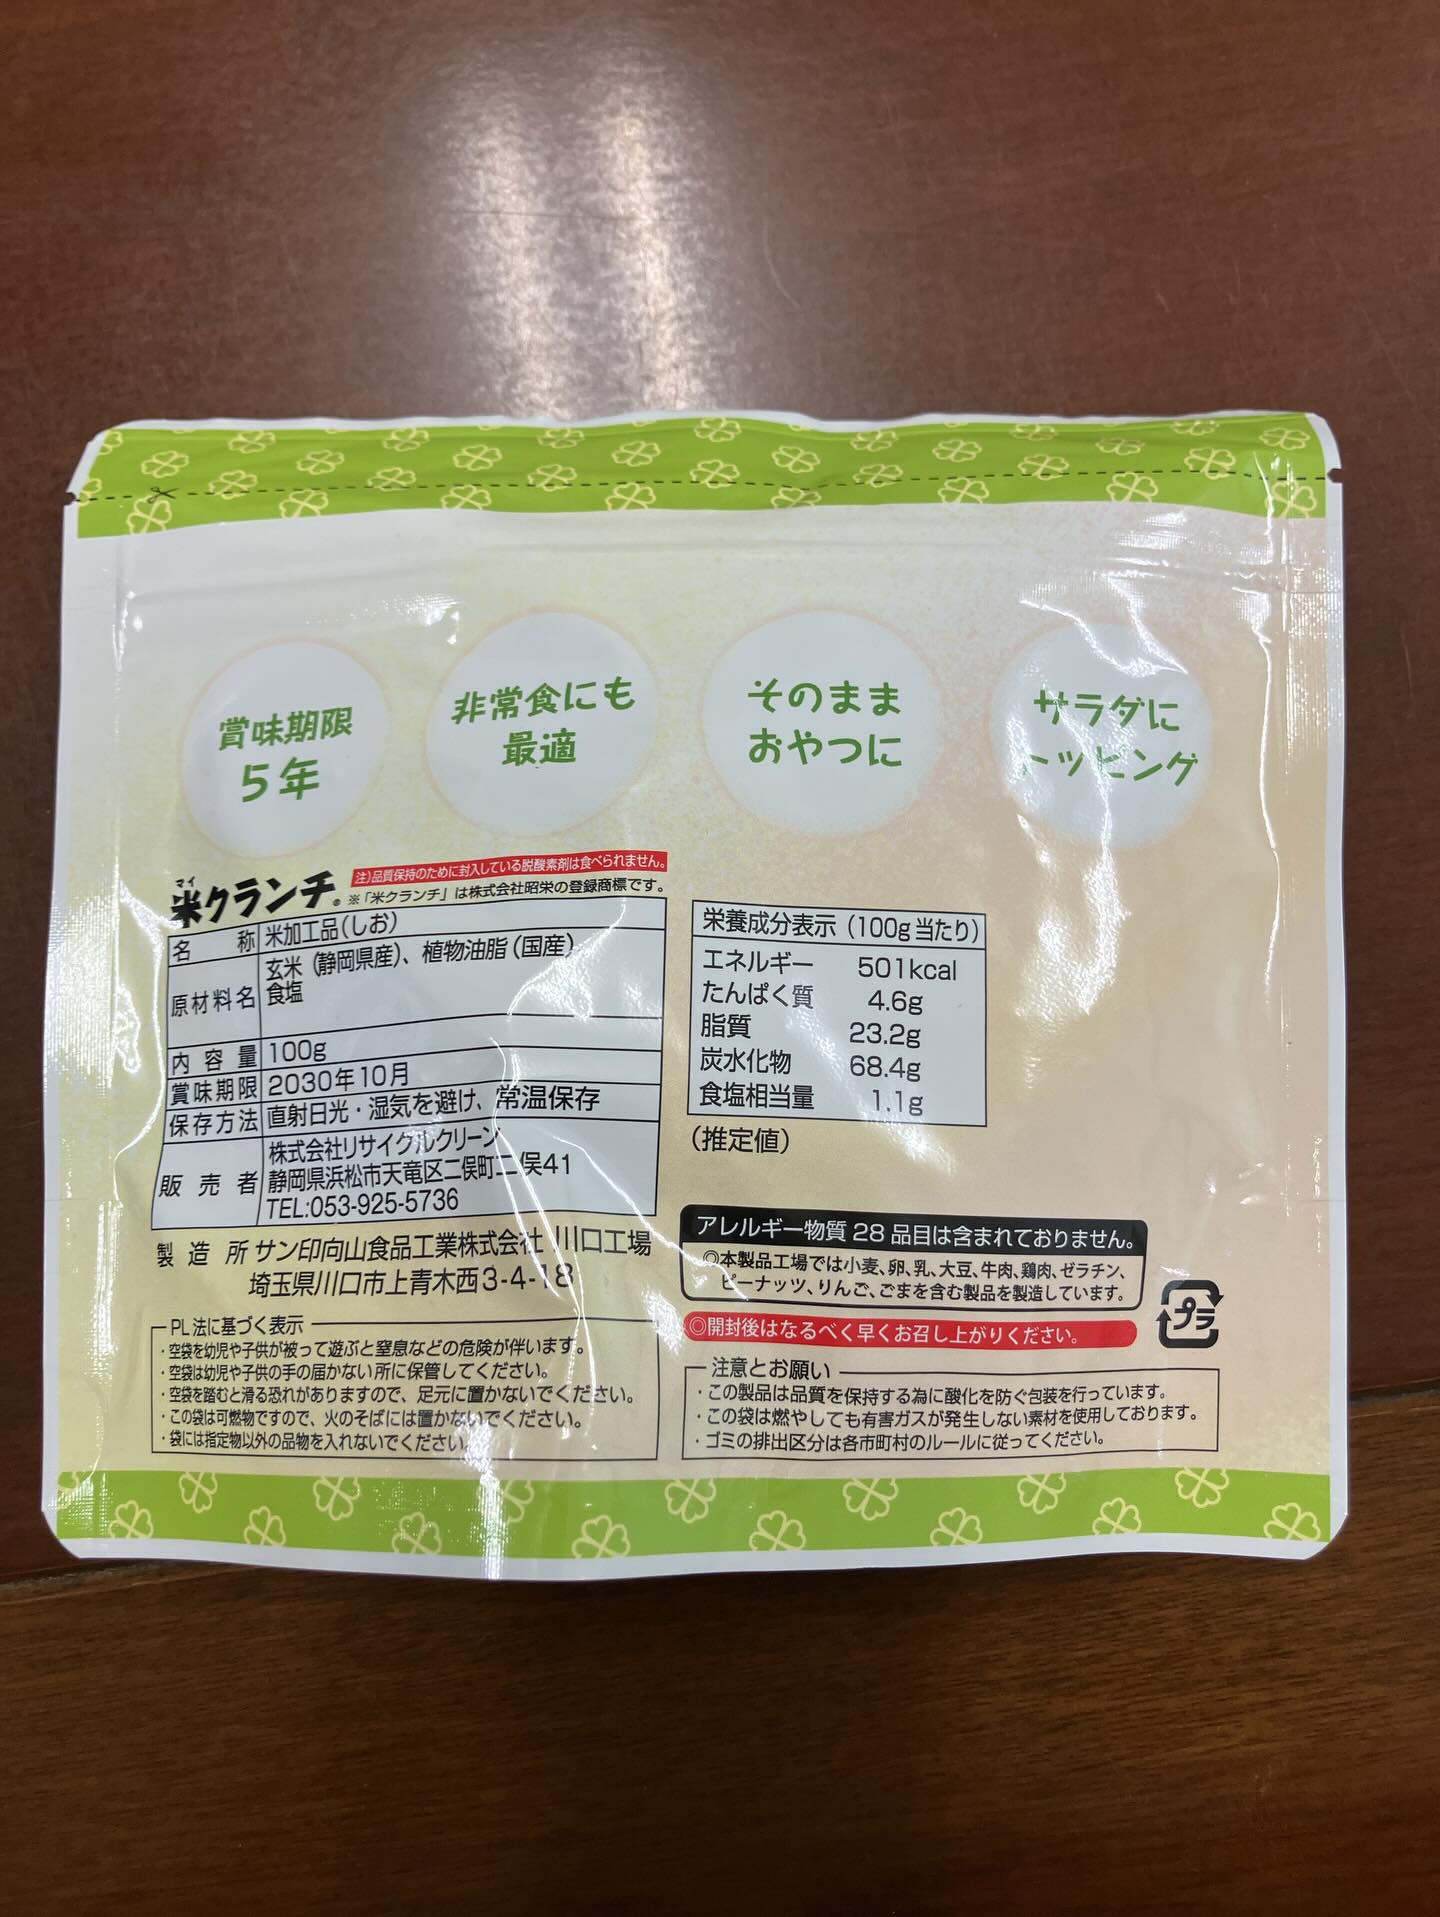 賞味期限
5年
非常食にも
最適
そのまま
おやつに
サラダに
トッピング
マイ
米クランチ®
注)品質保持のために封入している脱酸素剤は食べられません。
※「米クランチ」は株式会社昭栄の登録商標です。
名称 米加工品(しお)
原材料名 玄米(静岡県産)、植物油脂(国産)
食塩
内容量 100g
賞味期限 2030年10月
保存方法 直射日光・湿気を避け、常温保存
販売者 株式会社リサイクルクリーン
静岡県浜松市天竜区二俣町二俣41
TEL:053-925-5736
製造所 サン印向山食品工業株式会社 川口工場
埼玉県川口市上青木西3-4-18
栄養成分表示(100g当たり)
エネルギー 501kcal
たんぱく質 4.6g
脂質 23.2g
炭水化物 68.4g
食塩相当量 1.1g
(推定値)
アレルギー物質28品目は含まれておりません。
◎本製品工場では小麦、卵、乳、大豆、牛肉、鶏肉、ゼラチン、
ピーナッツ、りんご、ごまを含む製品を製造しています。
◎開封後はなるべく早くお召し上がりください。
プラ
PL法に基づく表示
・空袋を幼児や子供が被って遊ぶと窒息などの危険が伴います。
・空袋は幼児や子供の手の届かない所に保管してください。
・空袋を踏むと滑る恐れがありますので、足元に置かないでください。
・この袋は可燃物ですので、火のそばには置かないでください。
・袋には指定物以外の品物を入れないでください。
注意とお願い
・この製品は品質を保持する為に酸化を防ぐ包装を行っています。
・この袋は燃やしても有害ガスが発生しない素材を使用しております。
・ゴミの排出区分は各市町村のルールに従ってください。